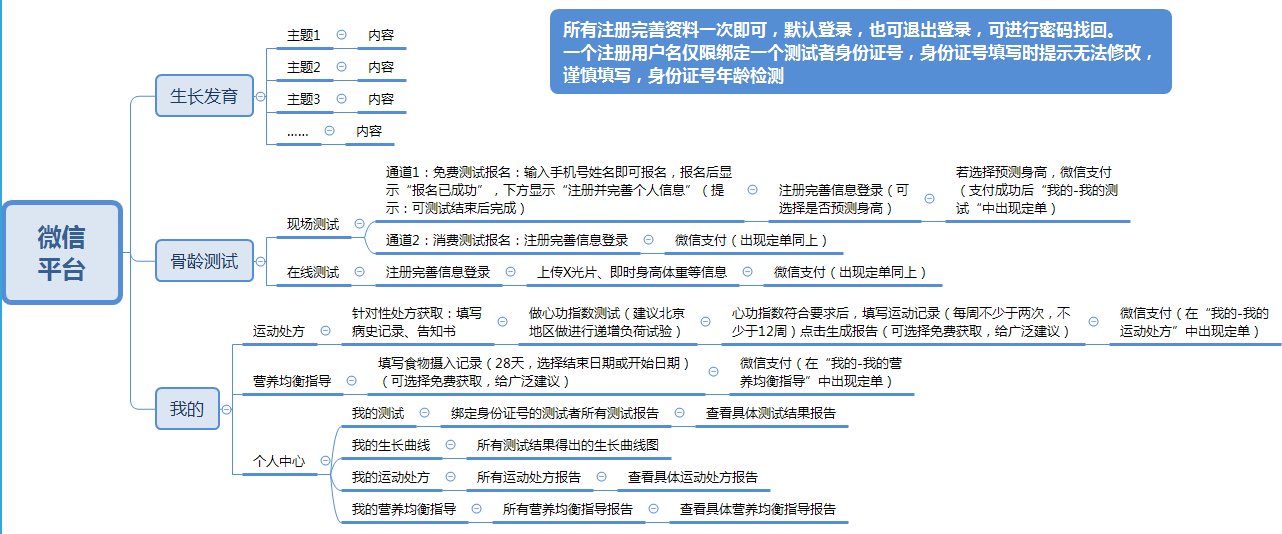 所有注册完善资料一次即可，默认登录，也可退出登录，可进行密码找回。
一个注册用户名仅限绑定一个测试者身份证号，身份证号填写时提示无法修改，
谨慎填写，身份证号年龄检测
微信
平台
生长发育
主题1
内容
主题2
内容
主题3
内容
......
内容
骨龄测试
现场测试
通道1：免费测试报名：输入手机号姓名即可报名，报名后显
示“报名已成功”，下方显示“注册并完善个人信息”（提
示：可测试结束后完成）
注册完善信息登录（可
选择是否预测身高）
若选择预测身高，微信支付
（支付成功后“我的-我的测
试“中出现定单）
通道2：消费测试报名：注册完善信息登录
微信支付（出现定单同上）
在线测试
注册完善信息登录
上传X光片、即时身高体重等信息
微信支付（出现定单同上）
我的
运动处方
针对性处方获取：填写
病史记录、告知书
做心功指数测试（建议北京
地区做进行递增负荷试验）
心功指数符合要求后，填写运动记录（每周不少于两次，不
少于12周）点击生成报告（可选择免费获取，给广泛建议）
微信支付（在“我的-我的
运动处方”中出现定单）
营养均衡指导
填写食物摄入记录（28天，选择结束日期或开始日期）
（可选择免费获取，给广泛建议）
微信支付（在“我的-我的营
养均衡指导”中出现定单）
个人中心
我的测试
绑定身份证号的测试者所有测试报告
查看具体测试结果报告
我的生长曲线
所有测试结果得出的生长曲线图
我的运动处方
所有运动处方报告
查看具体运动处方报告
我的营养均衡指导
所有营养均衡指导报告
查看具体营养均衡指导报告